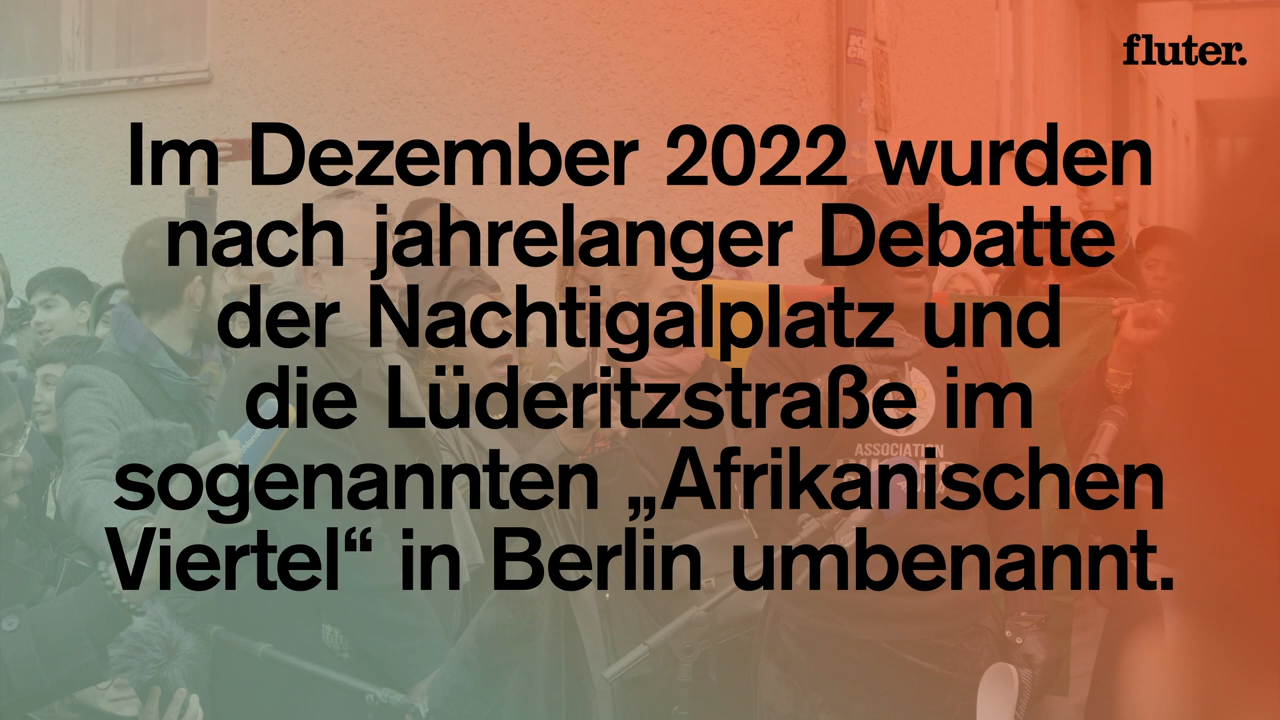 fluter.
Im Dezember 2022 wurden
nach jahrelanger Debatte
der Nachtigalplatz und
die Lüderitzstraße im
sogenannten „Afrikanischen
Viertel“ in Berlin umbenannt.
ASSOCIATION